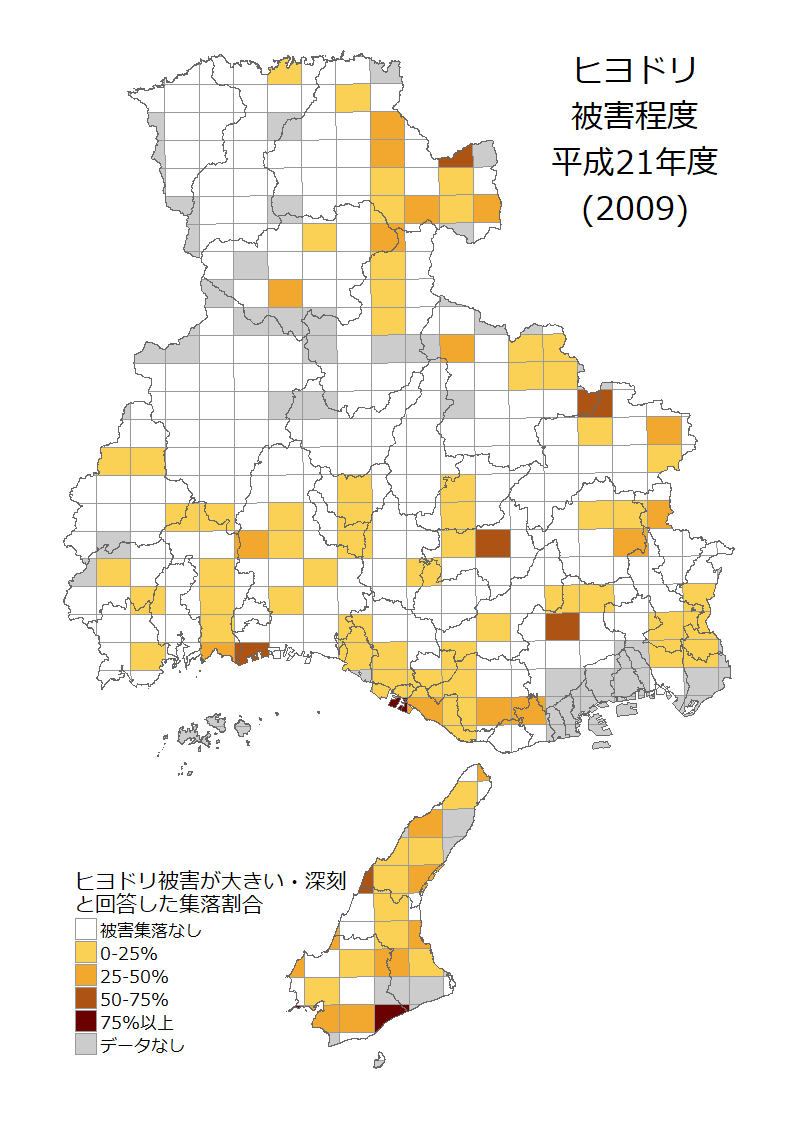 ヒヨドリ
被害程度
平成21年度
(2009)
ヒヨドリ被害が大きい・深刻
と回答した集落割合
被害集落なし
0-25%
25-50%
50-75%
75%以上
データなし